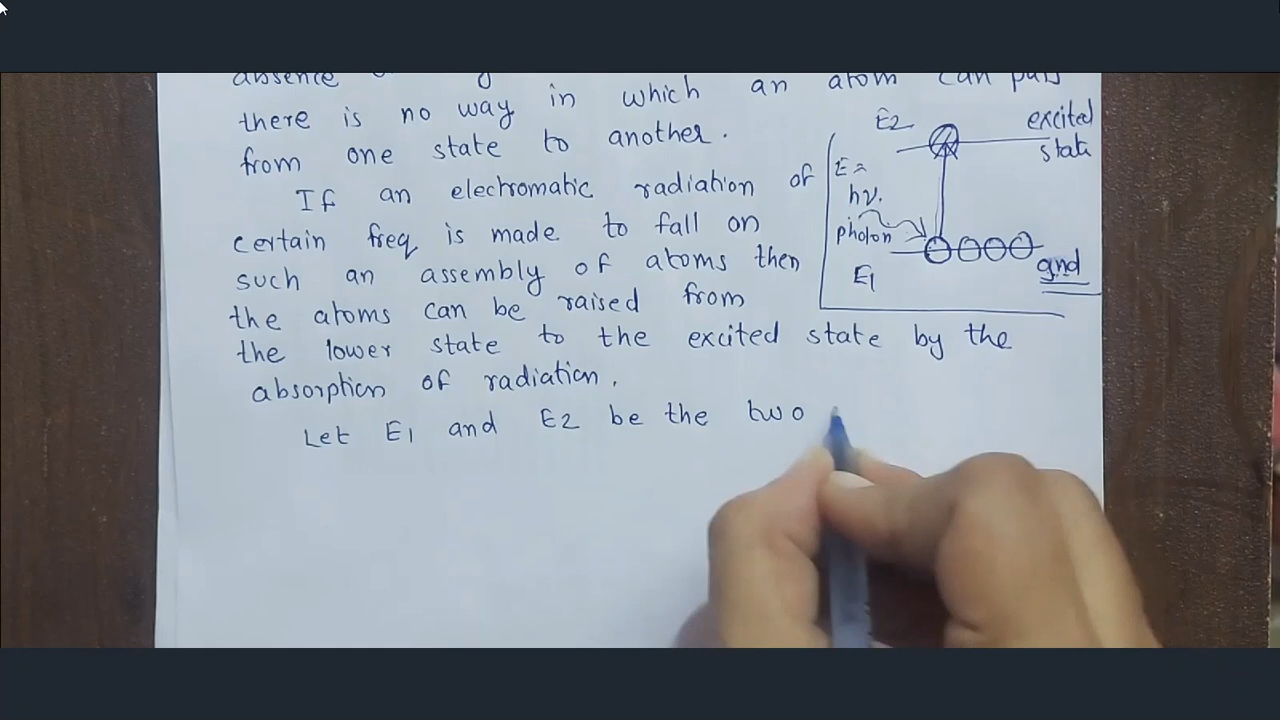 absence
there is no way in which an atom can pass
from one state to another.
If an electromatic radiation of
certain freq is made to fall on
such an assembly of atoms then
the atoms can be raised from
the lower state to the excited state by the
absorption of radiation.
Let E1 and E2 be the two
E2 excited
state
E=
hν.
photon
E1 gnd